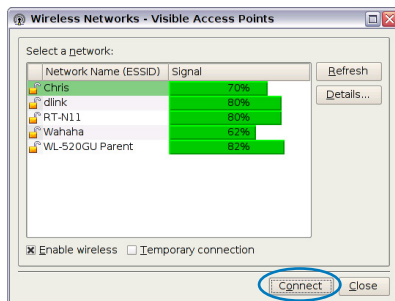 Wireless Networks - Visible Access Points
Select a network:
Network Name (ESSID) Signal
Chris 70%
dlink 80%
RT-N11 80%
Wahaha 62%
WL-520GU Parent 82%
Refresh
Details...
Enable wireless Temporary connection
Connect Close